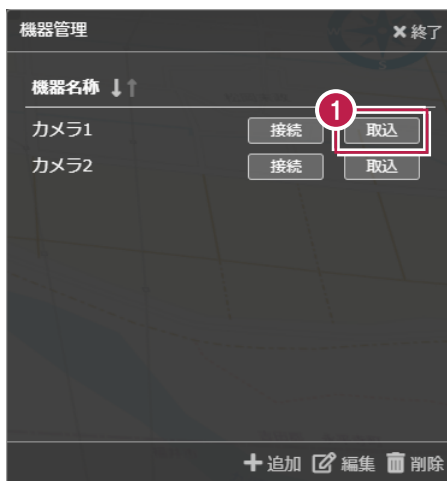 機器管理 ✖終了
機器名称 ↓↑
1
カメラ1 接続 取込
カメラ2 接続 取込
➕追加 編集 削除